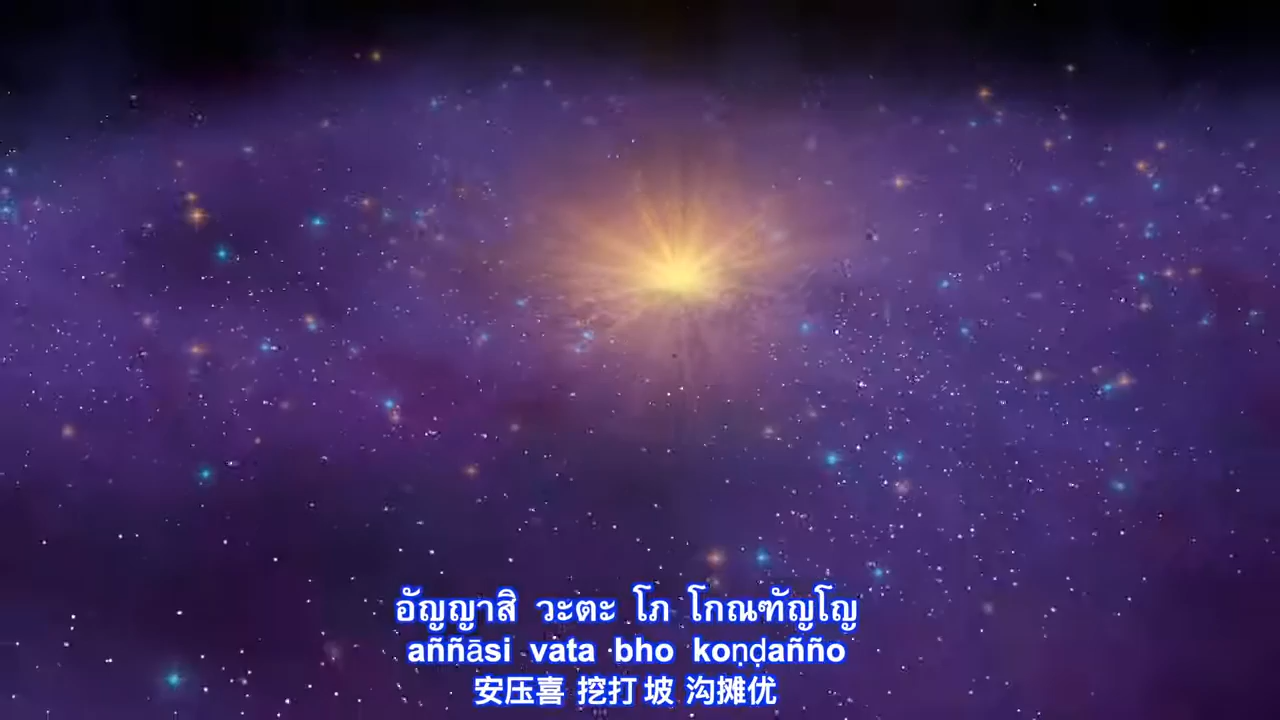 อัญญาสิ วะตะ โภ โกณฑัญโญ
aññāsi vata bho koṇḍañño
安压喜 挖打 坡 沟摊优